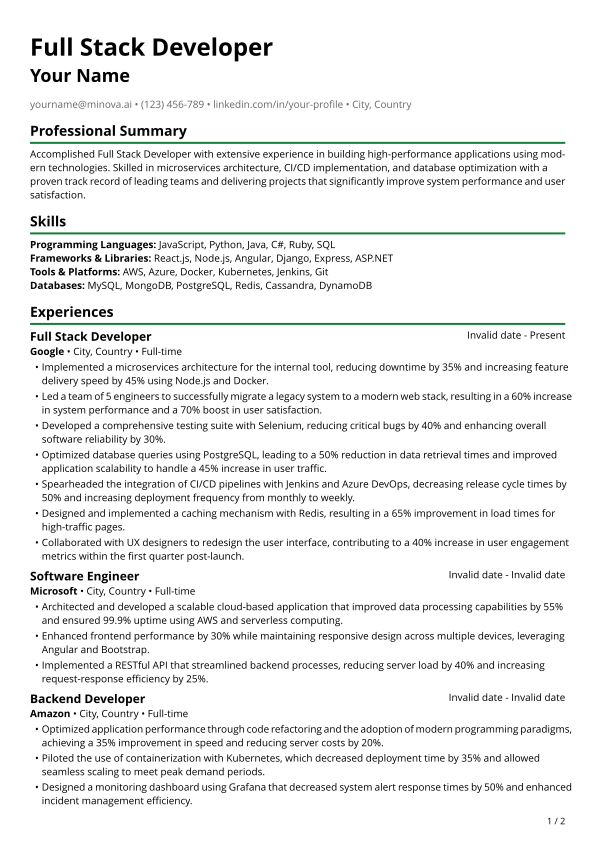 Full Stack Developer
Your Name
yourname@minova.ai • (123) 456-789 • linkedin.com/in/your-profile • City, Country
Professional Summary
Accomplished Full Stack Developer with extensive experience in building high-performance applications using mod-
ern technologies. Skilled in microservices architecture, CI/CD implementation, and database optimization with a
proven track record of leading teams and delivering projects that significantly improve system performance and user
satisfaction.
Skills
Programming Languages: JavaScript, Python, Java, C#, Ruby, SQL
Frameworks & Libraries: React.js, Node.js, Angular, Django, Express, ASP.NET
Tools & Platforms: AWS, Azure, Docker, Kubernetes, Jenkins, Git
Databases: MySQL, MongoDB, PostgreSQL, Redis, Cassandra, DynamoDB
Experiences
Full Stack Developer Invalid date - Present
Google • City, Country • Full-time
• Implemented a microservices architecture for the internal tool, reducing downtime by 35% and increasing feature
delivery speed by 45% using Node.js and Docker.
• Led a team of 5 engineers to successfully migrate a legacy system to a modern web stack, resulting in a 60% increase
in system performance and a 70% boost in user satisfaction.
• Developed a comprehensive testing suite with Selenium, reducing critical bugs by 40% and enhancing overall
software reliability by 30%.
• Optimized database queries using PostgreSQL, leading to a 50% reduction in data retrieval times and improved
application scalability to handle a 45% increase in user traffic.
• Spearheaded the integration of CI/CD pipelines with Jenkins and Azure DevOps, decreasing release cycle times by
50% and increasing deployment frequency from monthly to weekly.
• Designed and implemented a caching mechanism with Redis, resulting in a 65% improvement in load times for
high-traffic pages.
• Collaborated with UX designers to redesign the user interface, contributing to a 40% increase in user engagement
metrics within the first quarter post-launch.
Software Engineer Invalid date - Invalid date
Microsoft • City, Country • Full-time
• Architected and developed a scalable cloud-based application that improved data processing capabilities by 55%
and ensured 99.9% uptime using AWS and serverless computing.
• Enhanced frontend performance by 30% while maintaining responsive design across multiple devices, leveraging
Angular and Bootstrap.
• Implemented a RESTful API that streamlined backend processes, reducing server load by 40% and increasing
request-response efficiency by 25%.
Backend Developer Invalid date - Invalid date
Amazon • City, Country • Full-time
• Optimized application performance through code refactoring and the adoption of modern programming paradigms,
achieving a 35% improvement in speed and reducing server costs by 20%.
• Piloted the use of containerization with Kubernetes, which decreased deployment time by 35% and allowed
seamless scaling to meet peak demand periods.
• Designed a monitoring dashboard using Grafana that decreased system alert response times by 50% and enhanced
incident management efficiency.
1 / 2